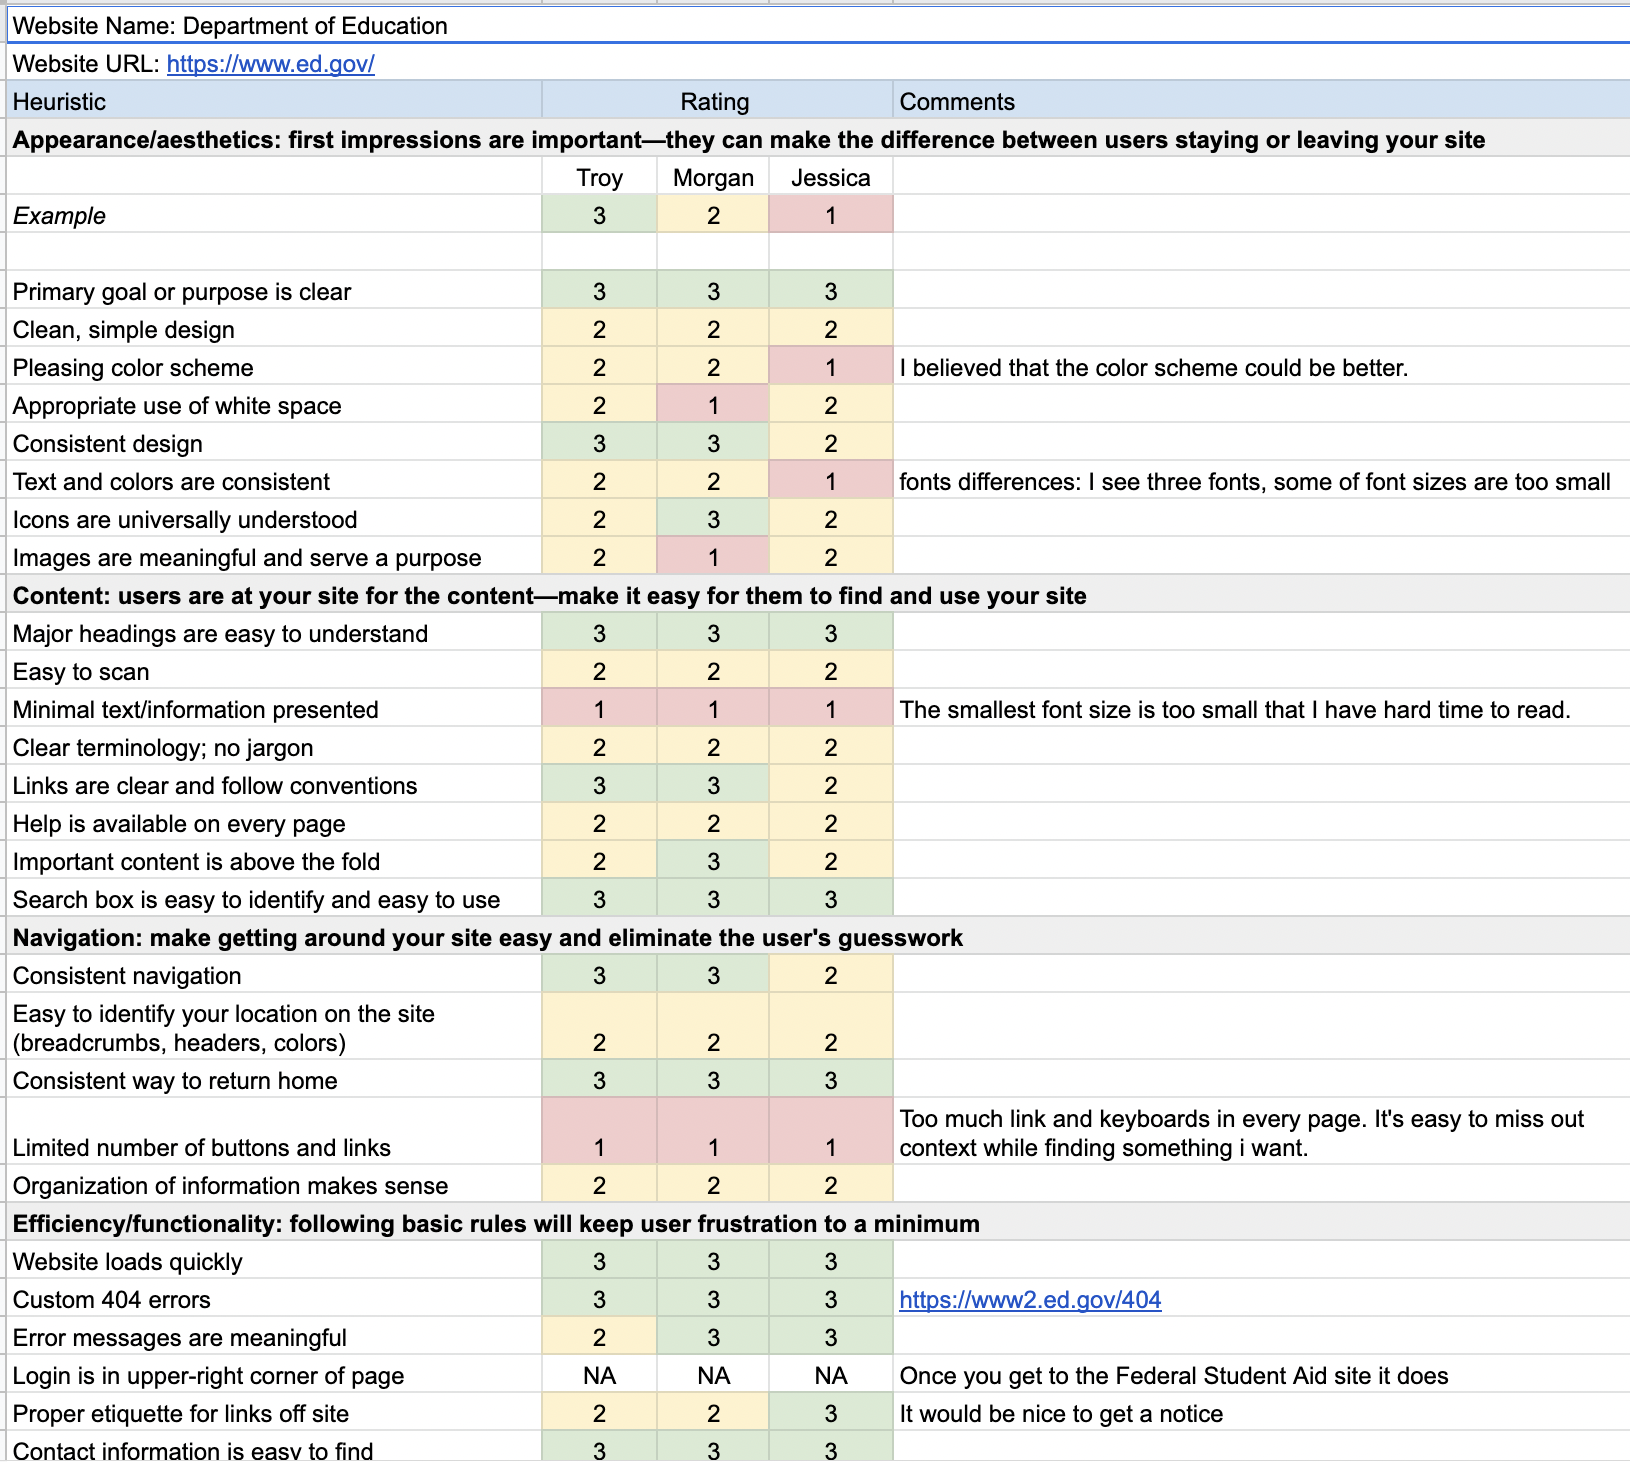 Website Name: Department of Education
Website URL: https://www.ed.gov/
Heuristic Rating Comments
Appearance/aesthetics: first impressions are important—they can make the difference between users staying or leaving your site
Troy Morgan Jessica
Example 3 2 1
Primary goal or purpose is clear 3 3 3
Clean, simple design 2 2 2
Pleasing color scheme 2 2 1 I believed that the color scheme could be better.
Appropriate use of white space 2 1 2
Consistent design 3 3 2
Text and colors are consistent 2 2 1 fonts differences: I see three fonts, some of font sizes are too small
Icons are universally understood 2 3 2
Images are meaningful and serve a purpose 2 1 2
Content: users are at your site for the content—make it easy for them to find and use your site
Major headings are easy to understand 3 3 3
Easy to scan 2 2 2
Minimal text/information presented 1 1 1 The smallest font size is too small that I have hard time to read.
Clear terminology; no jargon 2 2 2
Links are clear and follow conventions 3 3 2
Help is available on every page 2 2 2
Important content is above the fold 2 3 2
Search box is easy to identify and easy to use 3 3 3
Navigation: make getting around your site easy and eliminate the user's guesswork
Consistent navigation 3 3 2
Easy to identify your location on the site
(breadcrumbs, headers, colors) 2 2 2
Consistent way to return home 3 3 3
Too much link and keyboards in every page. It's easy to miss out
Limited number of buttons and links 1 1 1 context while finding something i want.
Organization of information makes sense 2 2 2
Efficiency/functionality: following basic rules will keep user frustration to a minimum
Website loads quickly 3 3 3
Custom 404 errors 3 3 3 https://www2.ed.gov/404
Error messages are meaningful 2 3 3
Login is in upper-right corner of page NA NA NA Once you get to the Federal Student Aid site it does
Proper etiquette for links off site 2 2 3 It would be nice to get a notice
Contact information is easy to find 3 3 3